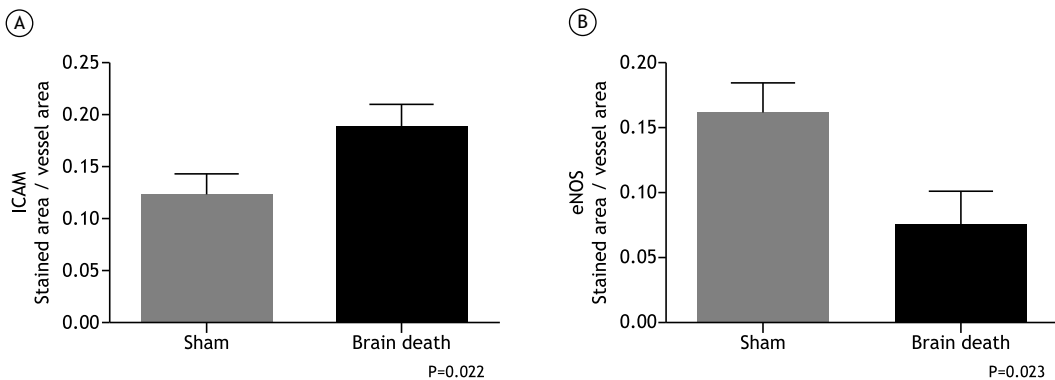 A
ICAM
Stained area / vessel area
0.25
0.20
0.15
0.10
0.05
0.00
Sham
Brain death
P=0.022
B
eNOS
Stained area / vessel area
0.20
0.15
0.10
0.05
0.00
Sham
Brain death
P=0.023